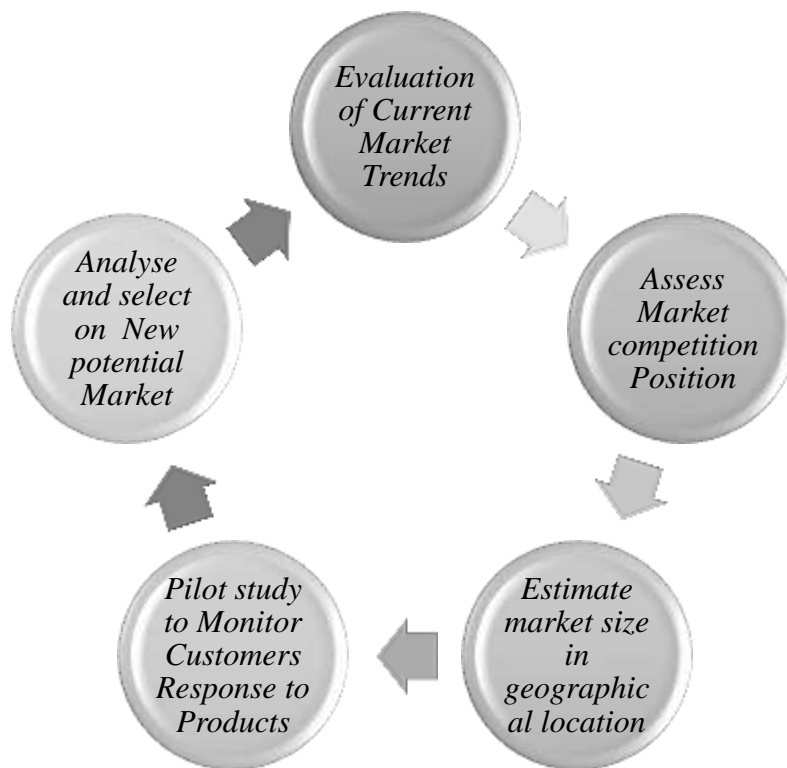 Evaluation
of Current
Market
Trends
Assess
Market
competition
Position
Estimate
market size
in
geographic
al location
Pilot study
to Monitor
Customers
Response to
Products
Analyse
and select
on New
potential
Market